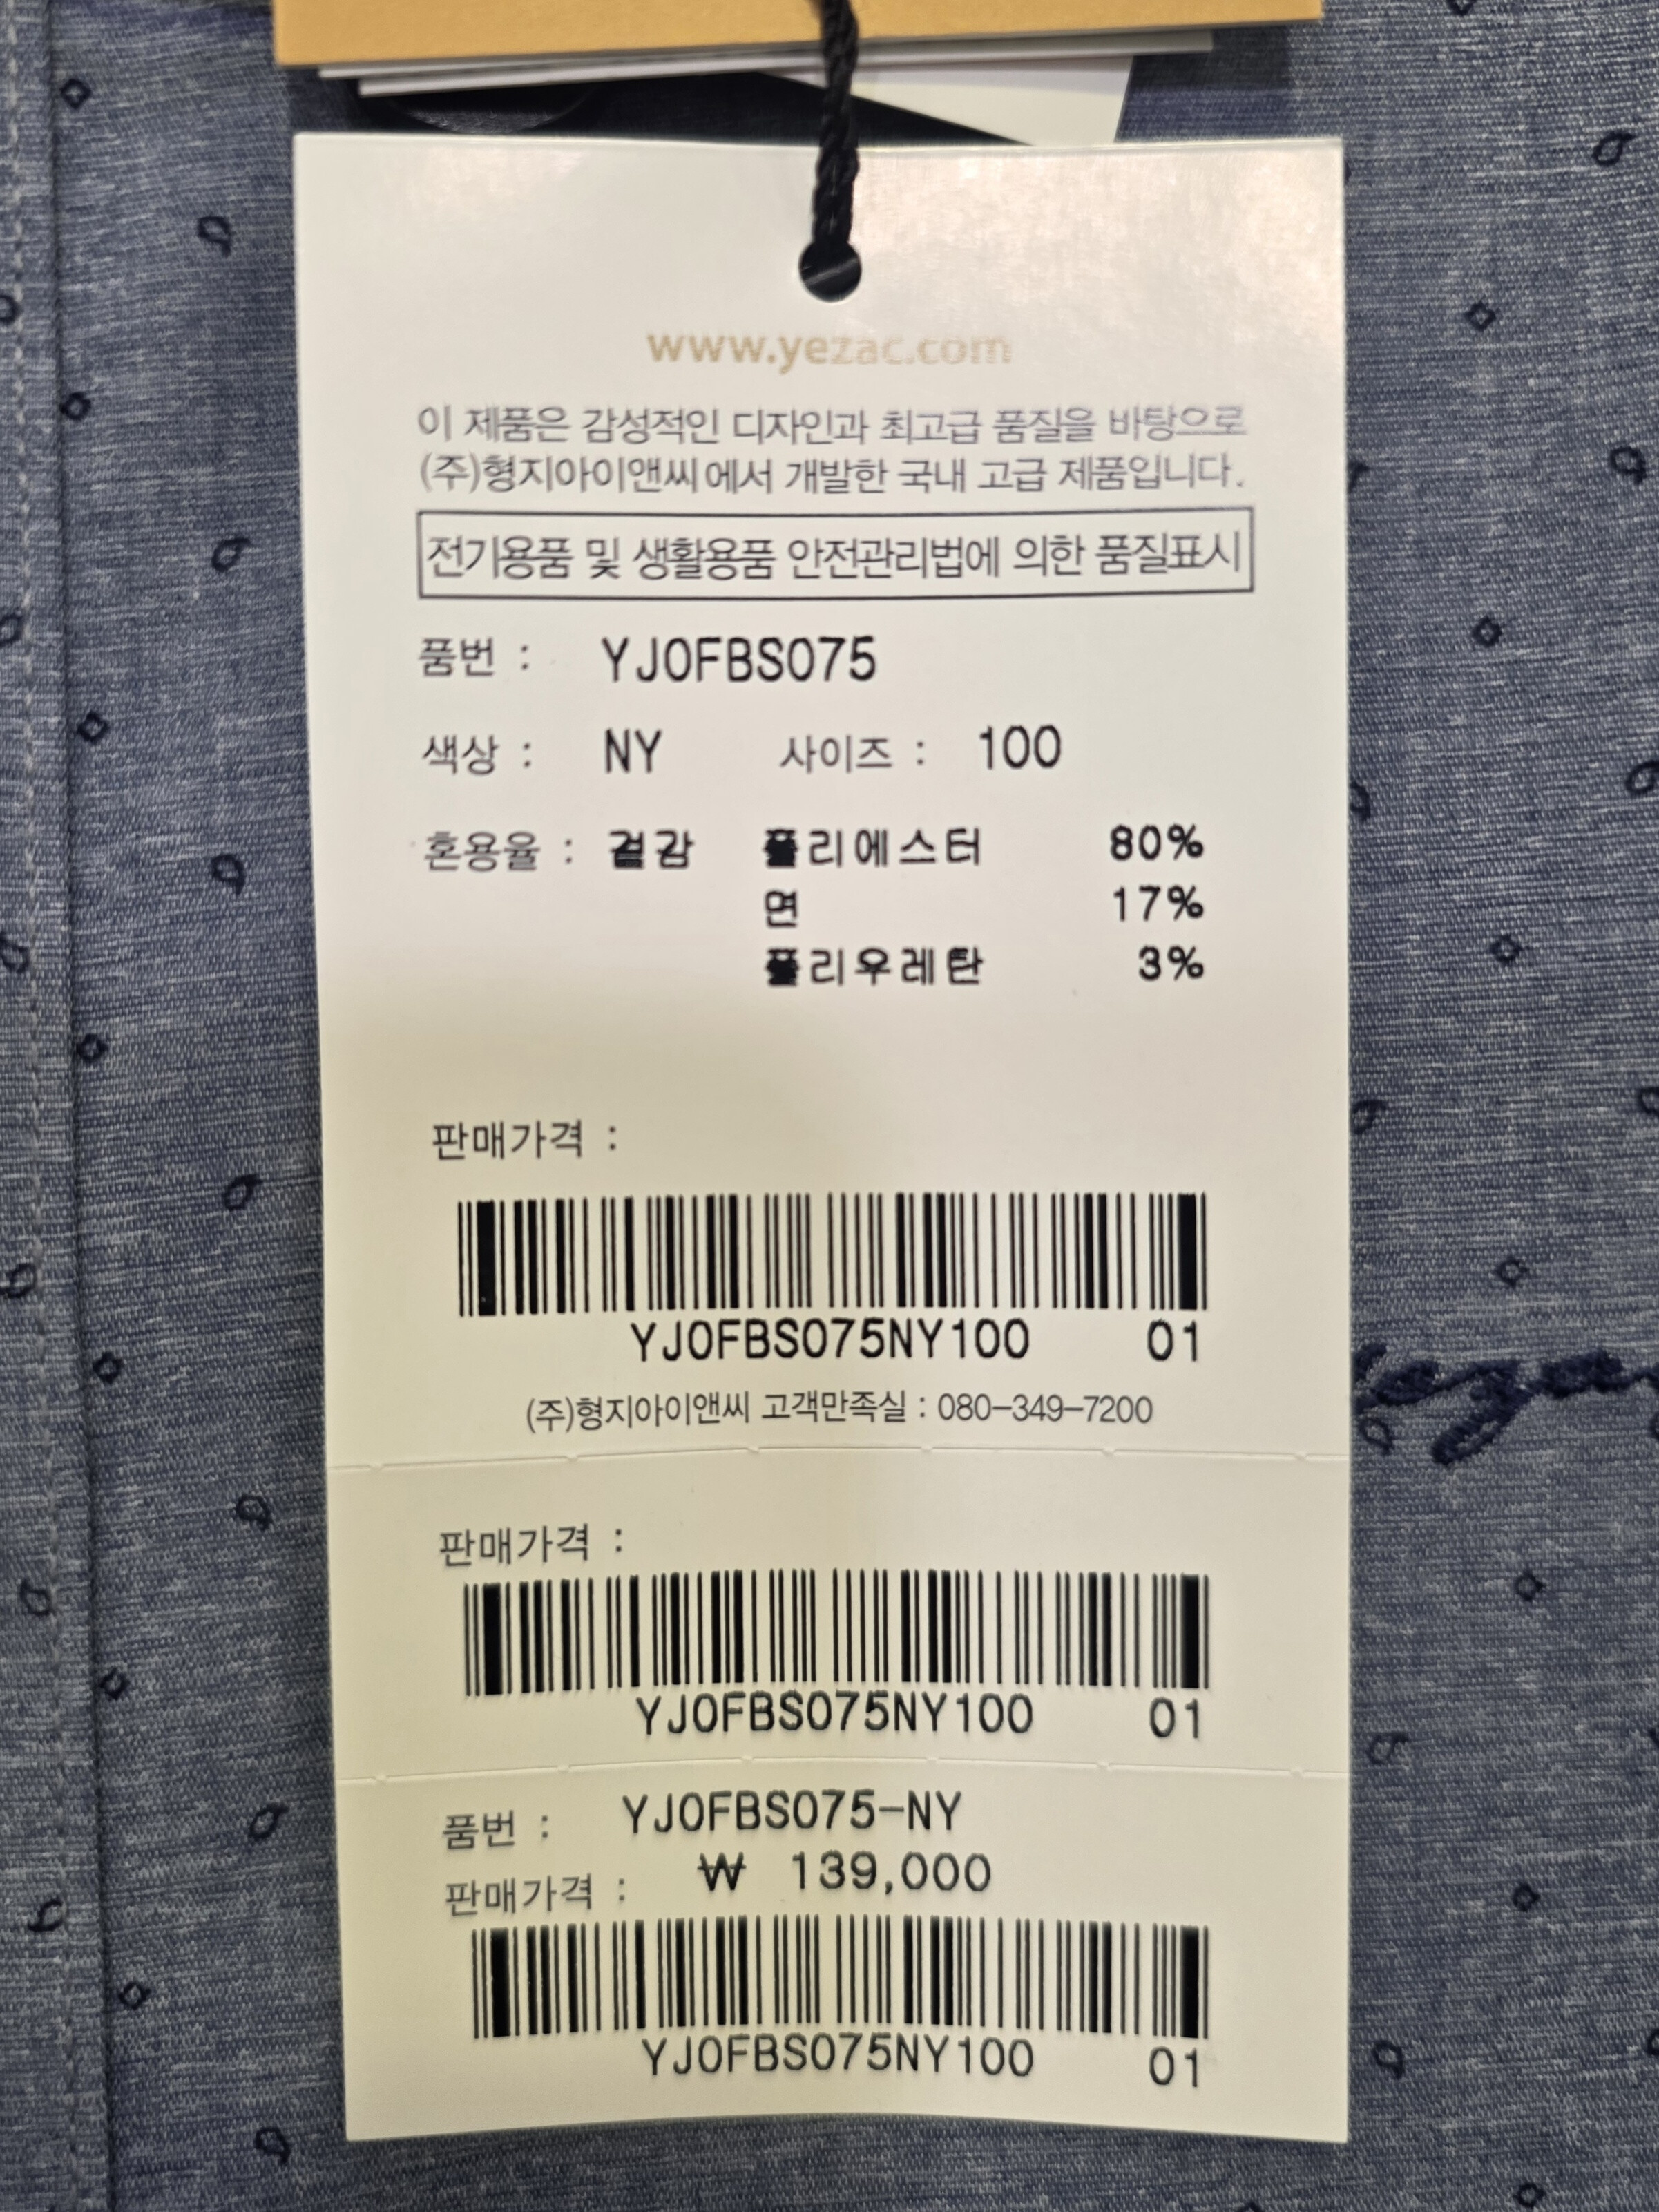 www.yezac.com
이 제품은 감성적인 디자인과 최고급 품질을 바탕으로
(주)형지아이앤씨에서 개발한 국내 고급 제품입니다.
전기용품 및 생활용품 안전관리법에 의한 품질표시
품번 : YJ0FBS075
색상 : NY 사이즈 : 100
혼용율 : 겉감 폴리에스터 80%
면 17%
폴리우레탄 3%
판매가격 :
YJ0FBS075NY100 01
(주)형지아이앤씨 고객만족실 : 080-349-7200
판매가격 :
YJ0FBS075NY100 01
품번 : YJ0FBS075-NY
판매가격 : ₩ 139,000
YJ0FBS075NY100 01